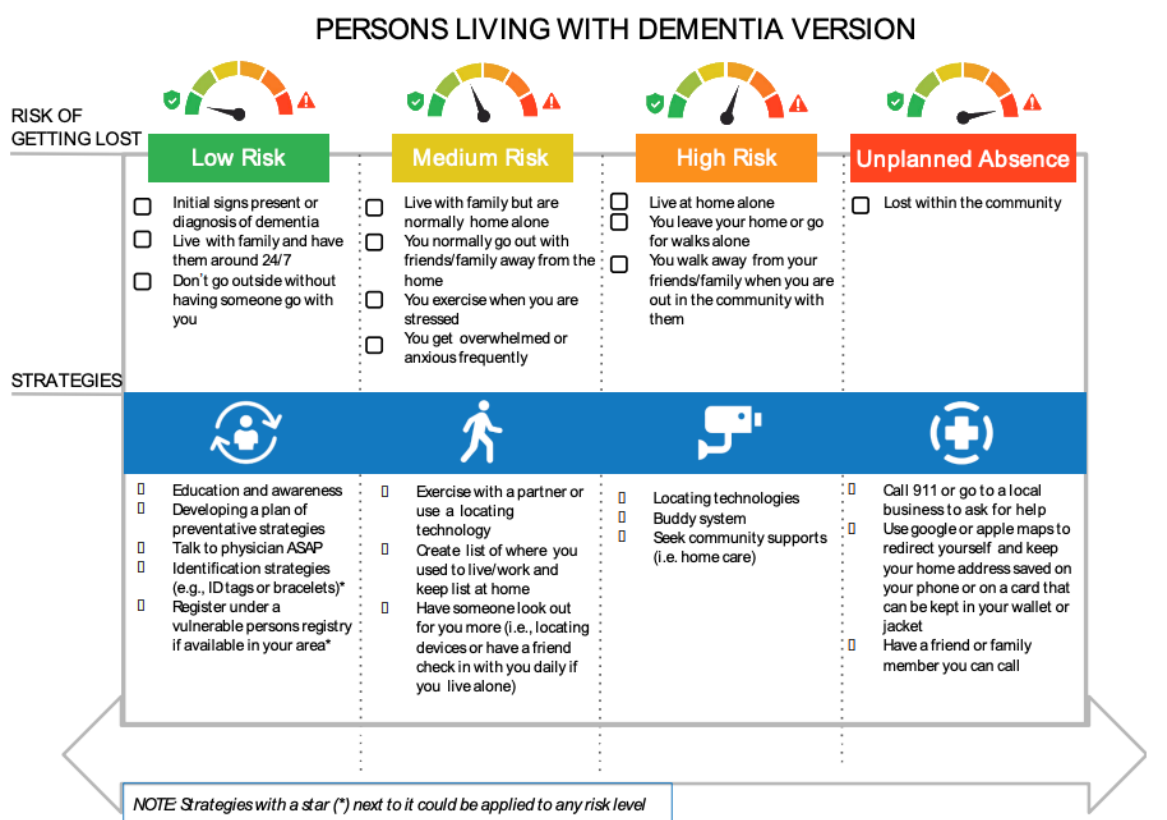 PERSONS LIVING WITH DEMENTIA VERSION
RISK OF
GETTING LOST
Low Risk
Initial signs present or
diagnosis of dementia
Live with family and have
them around 24/7
Don't go outside without
having someone go with
you
Medium Risk
Live with family but are
normally home alone
You normally go out with
friends/family away from the
home
You exercise when you are
stressed
You get overwhelmed or
anxious frequently
High Risk
Live at home alone
You leave your home or go
for walks alone
You walk away from your
friends/family when you are
out in the community with
them
Unplanned Absence
Lost within the community
STRATEGIES
Education and awareness
Developing a plan of
preventative strategies
Talk to physician ASAP
Identification strategies
(e.g., ID tags or bracelets)*
Register under a
vulnerable persons registry
if available in your area*
Exercise with a partner or
use a locating
technology
Create list of where you
used to live/work and
keep list at home
Have someone look out
for you more (i.e., locating
devices or have a friend
check in with you daily if
you live alone)
Locating technologies
Buddy system
Seek community supports
(i.e. home care)
Call 911 or go to a local
business to ask for help
Use google or apple maps to
redirect yourself and keep
your home address saved on
your phone or on a card that
can be kept in your wallet or
jacket
Have a friend or family
member you can call
NOTE: Strategies with a star (*) next to it could be applied to any risk level